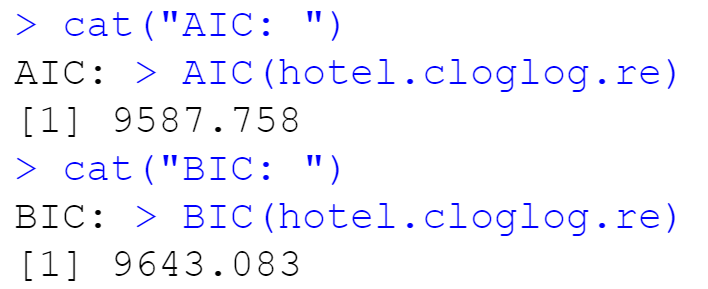 > cat("AIC: ")
AIC: > AIC(hotel.cloglog.re)
[1] 9587.758
> cat("BIC: ")
BIC: > BIC(hotel.cloglog.re)
[1] 9643.083